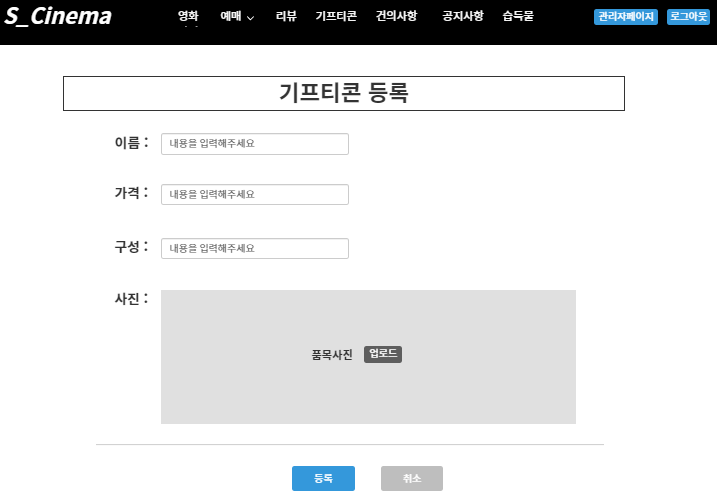 S_Cinema 영화 예매 리뷰 기프티콘 건의사항 공지사항 습득물 관리자페이지 로그아웃
기프티콘 등록
이름 : 내용을 입력해주세요
가격 : 내용을 입력해주세요
구성 : 내용을 입력해주세요
사진 :
품목사진 업로드
등록 취소